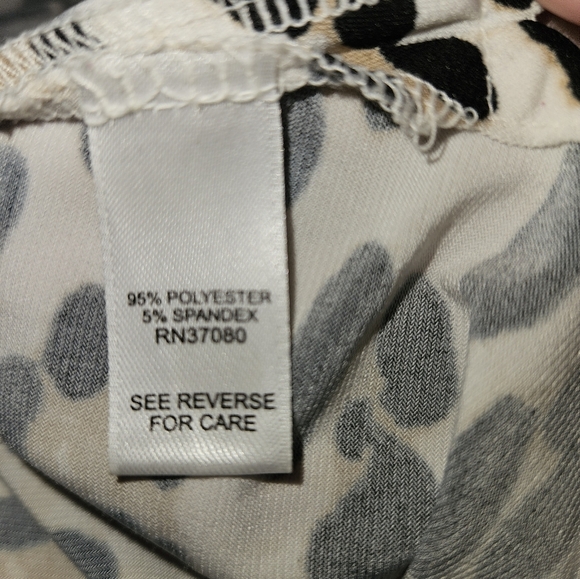 95% POLYESTER
5% SPANDEX
RN37080
SEE REVERSE
FOR CARE